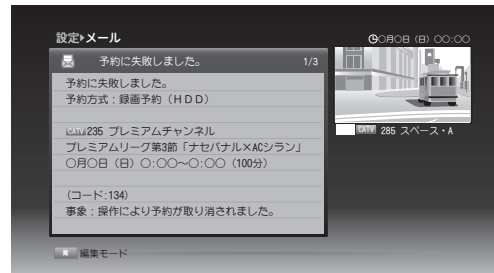 設定▶メール
○月○日 (日) ○○:○○
予約に失敗しました。 1/3
予約に失敗しました。
予約方式：録画予約（ＨＤＤ）
CATV 235 プレミアムチャンネル
プレミアムリーグ第3節「ナセバナル×ACシラン」
○月○日（日）○:○○～○:○○（100分）
(コード:134)
事象：操作により予約が取り消されました。
CATV 285 スペース・A
編集モード